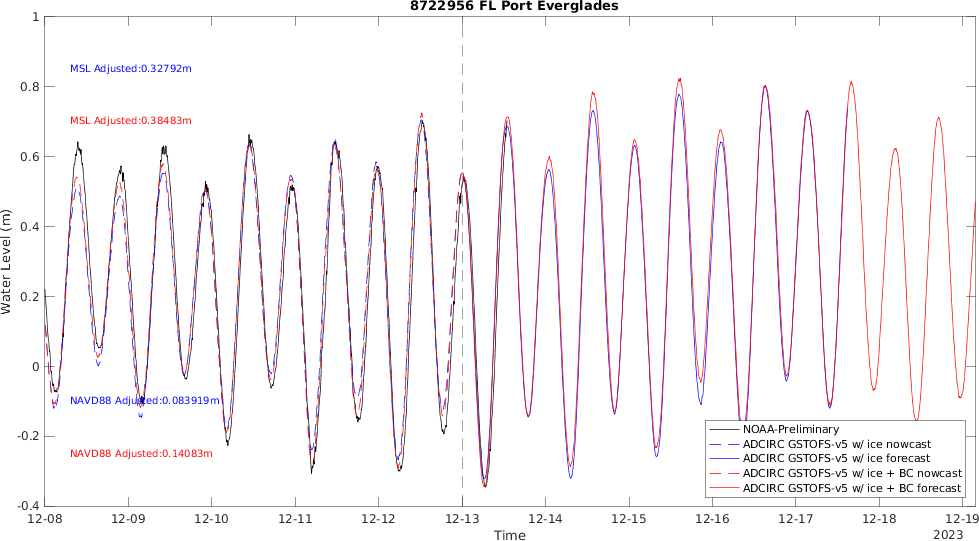 8722956 FL Port Everglades
1
0.8
0.6
0.4
0.2
0
-0.2
-0.4
Water Level (m)
MSL Adjusted:0.32792m
MSL Adjusted:0.38483m
NAVD88 Adjusted:0.083919m
NAVD88 Adjusted:0.14083m
NOAA-Preliminary
ADCIRC GSTOFS-v5 w/ ice nowcast
ADCIRC GSTOFS-v5 w/ ice forecast
ADCIRC GSTOFS-v5 w/ ice + BC nowcast
ADCIRC GSTOFS-v5 w/ ice + BC forecast
12-08 12-09 12-10 12-11 12-12 12-13 12-14 12-15 12-16 12-17 12-18 12-19
Time
2023